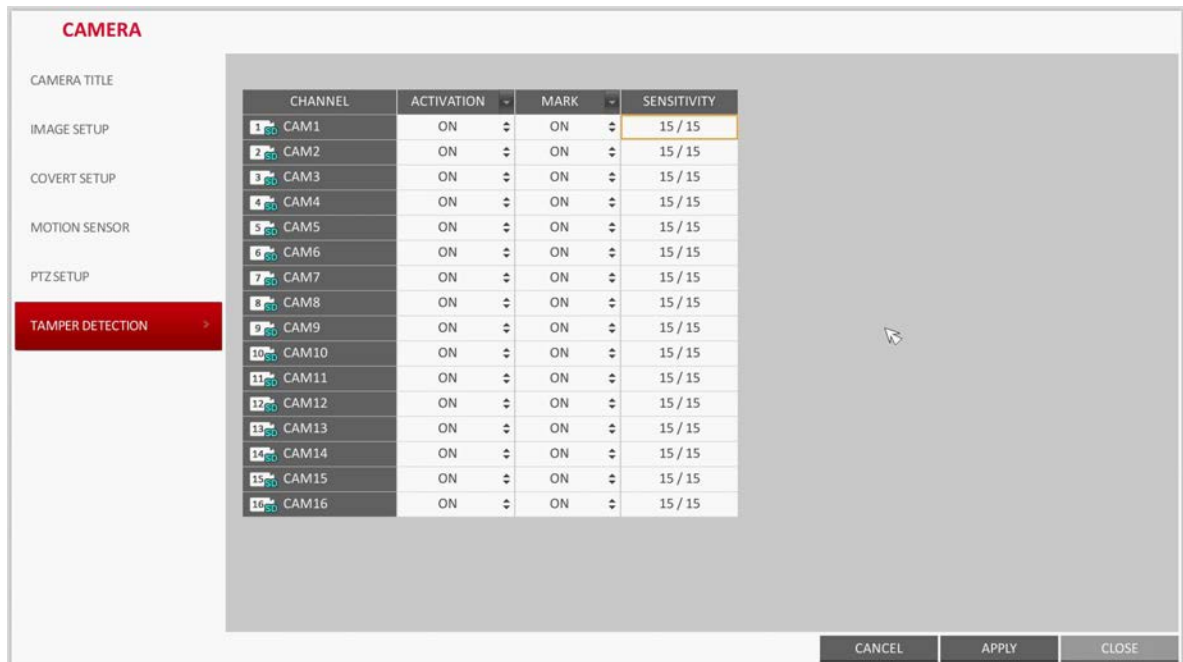 CAMERA
CAMERA TITLE
IMAGE SETUP
COVERT SETUP
MOTION SENSOR
PTZ SETUP
TAMPER DETECTION >
CHANNEL ACTIVATION MARK SENSITIVITY
1 SD CAM1 ON ON 15 / 15
2 SD CAM2 ON ON 15 / 15
3 SD CAM3 ON ON 15 / 15
4 SD CAM4 ON ON 15 / 15
5 SD CAM5 ON ON 15 / 15
6 SD CAM6 ON ON 15 / 15
7 SD CAM7 ON ON 15 / 15
8 SD CAM8 ON ON 15 / 15
9 SD CAM9 ON ON 15 / 15
10 SD CAM10 ON ON 15 / 15
11 SD CAM11 ON ON 15 / 15
12 SD CAM12 ON ON 15 / 15
13 SD CAM13 ON ON 15 / 15
14 SD CAM14 ON ON 15 / 15
15 SD CAM15 ON ON 15 / 15
16 SD CAM16 ON ON 15 / 15
CANCEL APPLY CLOSE